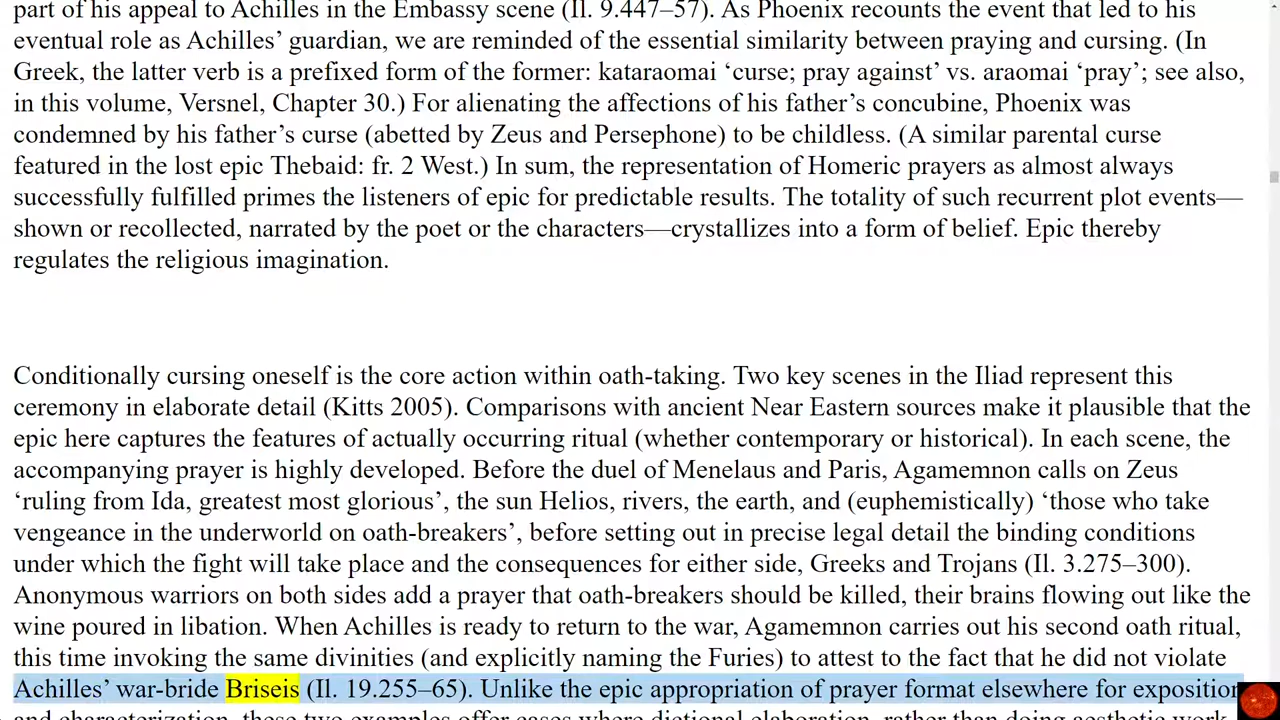 part of his appeal to Achilles in the Embassy scene (Il. 9.447–57). As Phoenix recounts the event that led to his
eventual role as Achilles’ guardian, we are reminded of the essential similarity between praying and cursing. (In
Greek, the latter verb is a prefixed form of the former: kataraomai ‘curse; pray against’ vs. araomai ‘pray’; see also,
in this volume, Versnel, Chapter 30.) For alienating the affections of his father’s concubine, Phoenix was
condemned by his father’s curse (abetted by Zeus and Persephone) to be childless. (A similar parental curse
featured in the lost epic Thebaid: fr. 2 West.) In sum, the representation of Homeric prayers as almost always
successfully fulfilled primes the listeners of epic for predictable results. The totality of such recurrent plot events—
shown or recollected, narrated by the poet or the characters—crystallizes into a form of belief. Epic thereby
regulates the religious imagination.
Conditionally cursing oneself is the core action within oath-taking. Two key scenes in the Iliad represent this
ceremony in elaborate detail (Kitts 2005). Comparisons with ancient Near Eastern sources make it plausible that the
epic here captures the features of actually occurring ritual (whether contemporary or historical). In each scene, the
accompanying prayer is highly developed. Before the duel of Menelaus and Paris, Agamemnon calls on Zeus
‘ruling from Ida, greatest most glorious’, the sun Helios, rivers, the earth, and (euphemistically) ‘those who take
vengeance in the underworld on oath-breakers’, before setting out in precise legal detail the binding conditions
under which the fight will take place and the consequences for either side, Greeks and Trojans (Il. 3.275–300).
Anonymous warriors on both sides add a prayer that oath-breakers should be killed, their brains flowing out like the
wine poured in libation. When Achilles is ready to return to the war, Agamemnon carries out his second oath ritual,
this time invoking the same divinities (and explicitly naming the Furies) to attest to the fact that he did not violate
Achilles’ war-bride Briseis (Il. 19.255–65). Unlike the epic appropriation of prayer format elsewhere for exposition
and characterization, these two examples offer cases where dictional elaboration, rather than doing aesthetic work